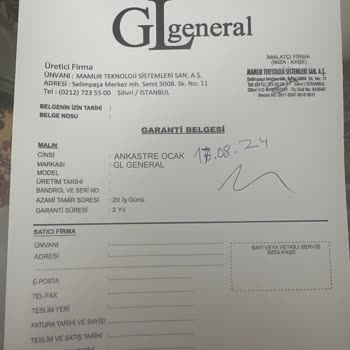 GLgeneral
Üretici Firma
ÜNVANI : MAMUR TEKNOLOJİ SİSTEMLERİ SAN. A.Ş.
ADRESİ : Selimpaşa Merkez mh. Semt 5008. Sk. No: 11
Tel : (0212) 723 55 00 Silivri / İSTANBUL
İMALATÇI FİRMA
(İMZA - KAŞE)
MAMUR TEKNOLOJİ SİSTEMLERİ SAN. A.Ş.
BELGENİN İZİN TARİHİ :
BELGE NOSU :
GARANTİ BELGESİ
MALIN
CİNSİ : ANKASTRE OCAK
.08.24
MARKASI : GL GENERAL
MODEL :
ÜRETİM TARİHİ :
BANDROL VE SERİ NO :
AZAMİ TAMİR SÜRESİ : 20 İş Günü
GARANTİ SÜRESİ : 2 Yıl
SATICI FİRMA
ÜNVANI :
ADRESİ :
SATICI VEYA YETKİLİ SERVİS
İMZA KAŞE
E-POSTA :
TEL-FAX :
TESLİM YERİ :
FATURA TARİHİ VE SAYISI :
TESLİM VE SATIŞ TARİHİ :